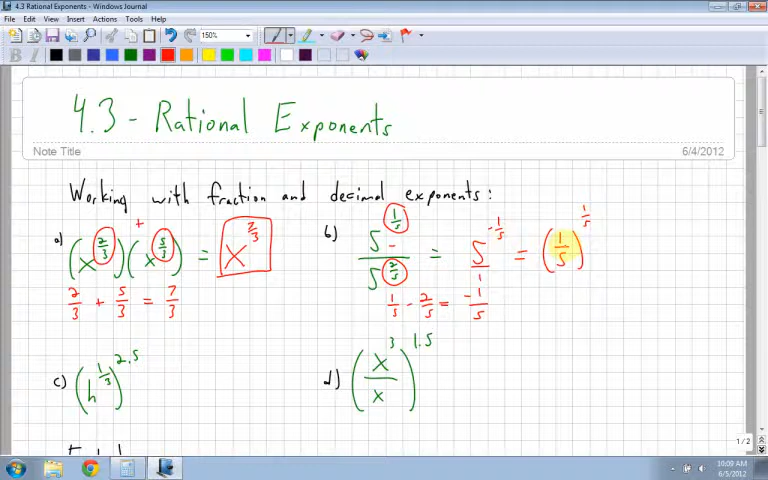 4.3 Rational Exponents - Windows Journal
File Edit View Insert Actions Tools Help
150%
4.3 - Rational Exponents
Note Title
6/4/2012
Working with fraction and decimal exponents:
a) (x^(2/3)) + (x^(5/3)) = x^(7/3)
2/3 + 5/3 = 7/3
b) 5^(1/5) / 5^(2/5) = 5^(-1/5) / 1 = (1/5)^(1/5)
1/5 - 2/5 = -1/5
c) (h^(1/3))^2.5
d) (x^3 / x)^1.5
1 / 2
10:09 AM
6/5/2012